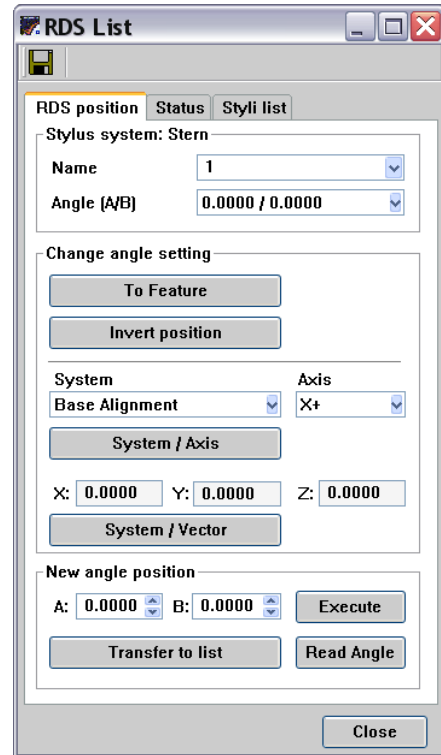 RDS List
RDS position Status Styli list
Stylus system: Stern
Name 1
Angle (A/B) 0.0000 / 0.0000
Change angle setting
To Feature
Invert position
System Axis
Base Alignment X+
System / Axis
X: 0.0000 Y: 0.0000 Z: 0.0000
System / Vector
New angle position
A: 0.0000 B: 0.0000 Execute
Transfer to list Read Angle
Close